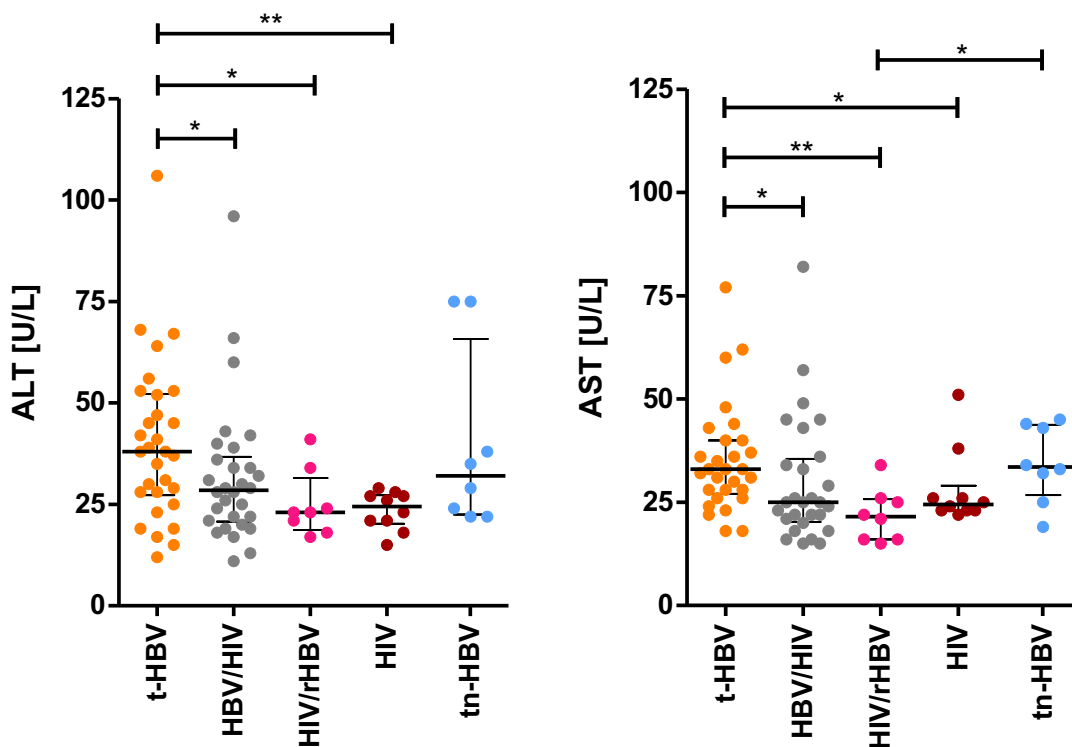 **
*
*
ALT [U/L]
125
100
75
50
25
0
t-HBV
HBV/HIV
HIV/rHBV
HIV
tn-HBV
*
*
**
*
AST [U/L]
125
100
75
50
25
0
t-HBV
HBV/HIV
HIV/rHBV
HIV
tn-HBV